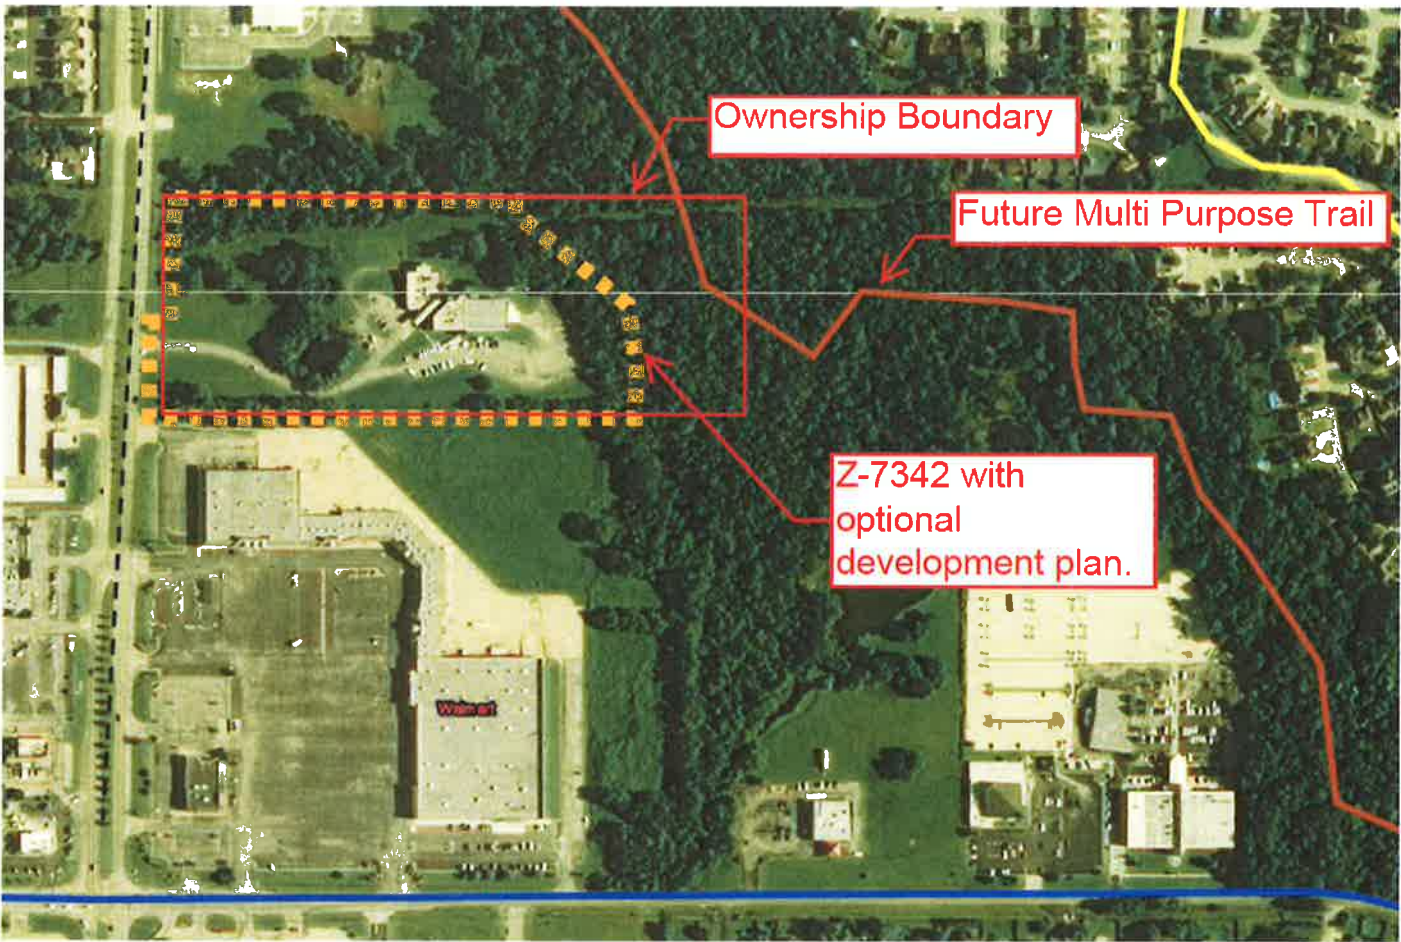 Ownership Boundary
Future Multi Purpose Trail
Z-7342 with
optional
development plan.
Walmart